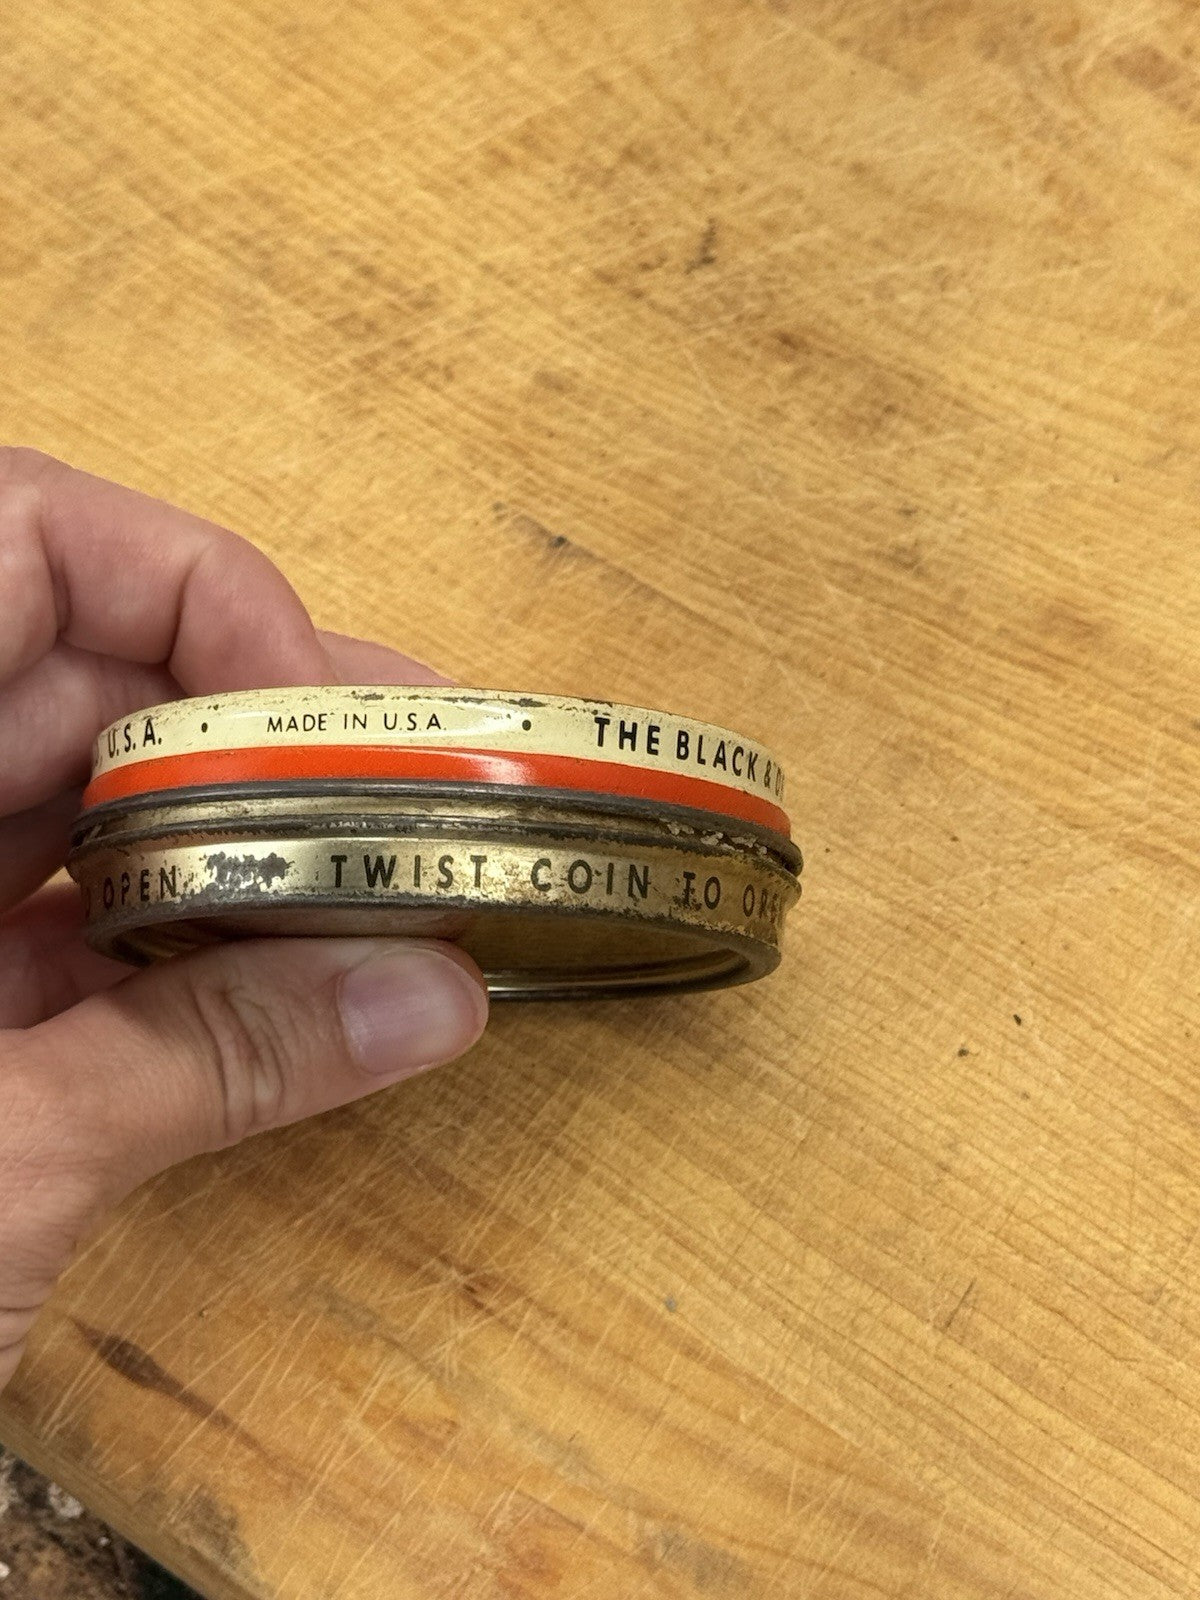 U.S.A. • MADE IN U.S.A. • THE BLACK &
OPEN TWIST COIN TO